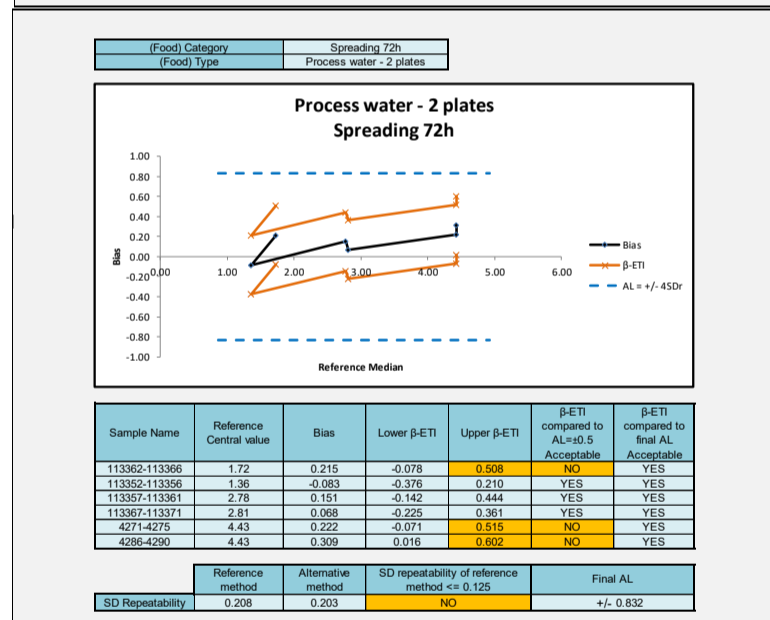 (Food) Category Spreading 72h
(Food) Type Process water - 2 plates
Process water - 2 plates
Spreading 72h
1.00
0.80
0.60
0.40
0.20
0.00
-0.20
-0.40
-0.60
-0.80
-1.00
0.00 1.00 2.00 3.00 4.00 5.00 6.00
Bias
Reference Median
Bias
β-ETI
AL = +/- 4SDr
Sample Name Reference Central value Bias Lower β-ETI Upper β-ETI β-ETI compared to AL=±0.5 Acceptable β-ETI compared to final AL Acceptable
113362-113366 1.72 0.215 -0.078 0.508 NO YES
113352-113356 1.36 -0.083 -0.376 0.210 YES YES
113357-113361 2.78 0.151 -0.142 0.444 YES YES
113367-113371 2.81 0.068 -0.225 0.361 YES YES
4271-4275 4.43 0.222 -0.071 0.515 NO YES
4286-4290 4.43 0.309 0.016 0.602 NO YES
Reference method Alternative method SD repeatability of reference method <= 0.125 Final AL
SD Repeatability 0.208 0.203 NO +/- 0.832